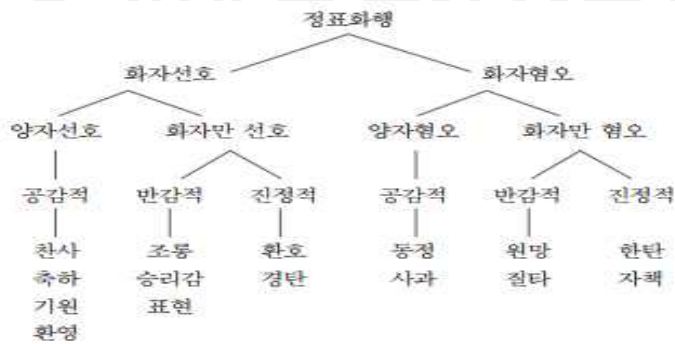 정표화행
화자선호 화자혐오
양자선호 화자만 선호 양자혐오 화자만 혐오
공감적 반감적 진정적 공감적 반감적 진정적
찬사 조롱 환호 동정 원망 한탄
축하 승리감 경탄 사과 질타 자책
기원 표현
환영